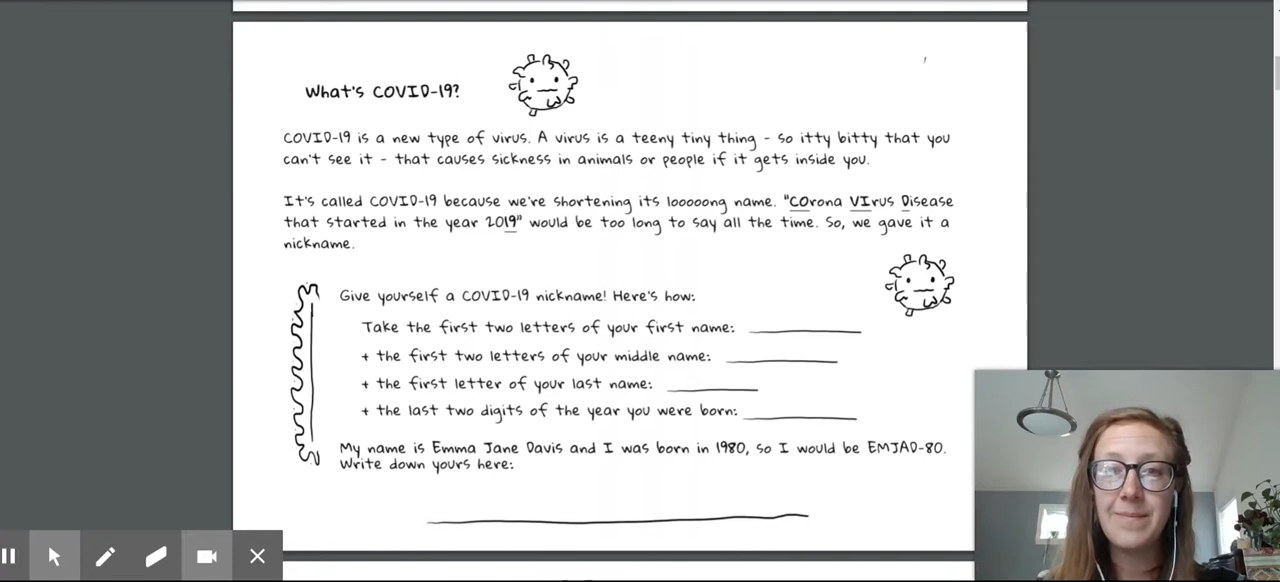 What's COVID-19?
COVID-19 is a new type of virus. A virus is a teeny tiny thing - so itty bitty that you
can't see it - that causes sickness in animals or people if it gets inside you.
It's called COVID-19 because we're shortening its looooong name. "COrona VIrus Disease
that started in the year 2019" would be too long to say all the time. So, we gave it a
nickname.
Give yourself a COVID-19 nickname! Here's how:
Take the first two letters of your first name:
+ the first two letters of your middle name:
+ the first letter of your last name:
+ the last two digits of the year you were born:
My name is Emma Jane Davis and I was born in 1980, so I would be EMJAD-80.
Write down yours here: